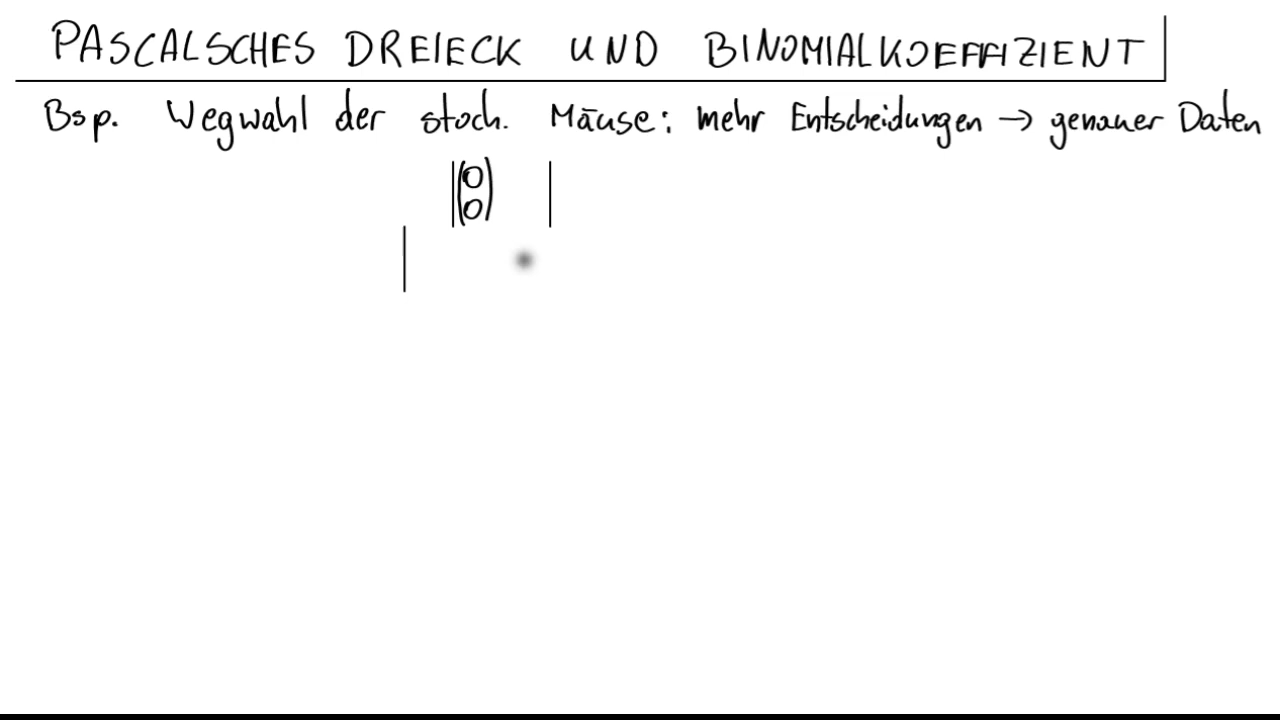 PASCALSCHES DREIECK UND BINOMIALKOEFFIZIENT
Bsp. Wegwahl der stoch. Mäuse: mehr Entscheidungen → genauer Daten
(0
0)